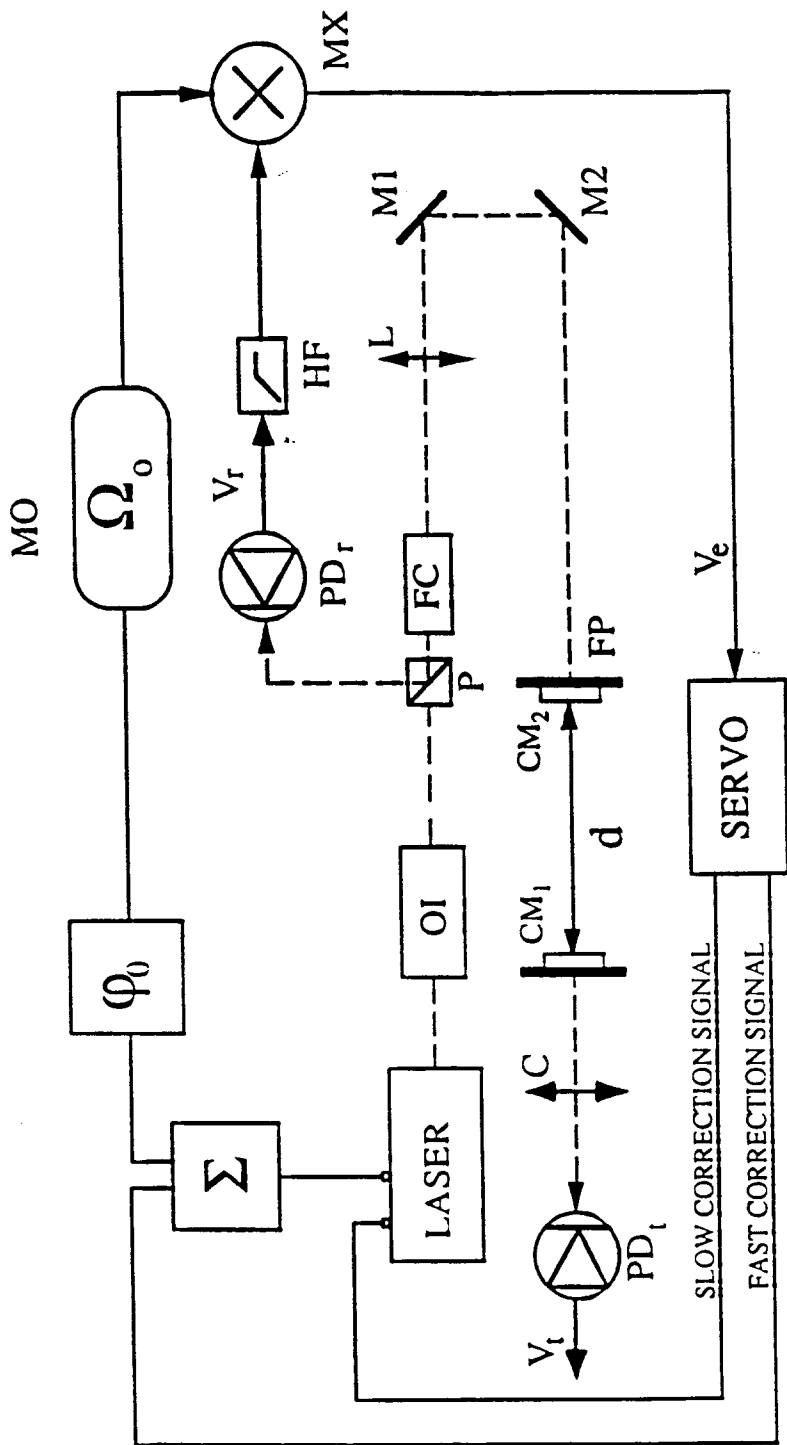 MO
Ωo
φ0
Σ
MX
HF
Vr
PDr
M1
L
FC
P
OI
LASER
M2
FP
CM2
d
CM1
C
PDt
Vt
Ve
SERVO
SLOW CORRECTION SIGNAL
FAST CORRECTION SIGNAL